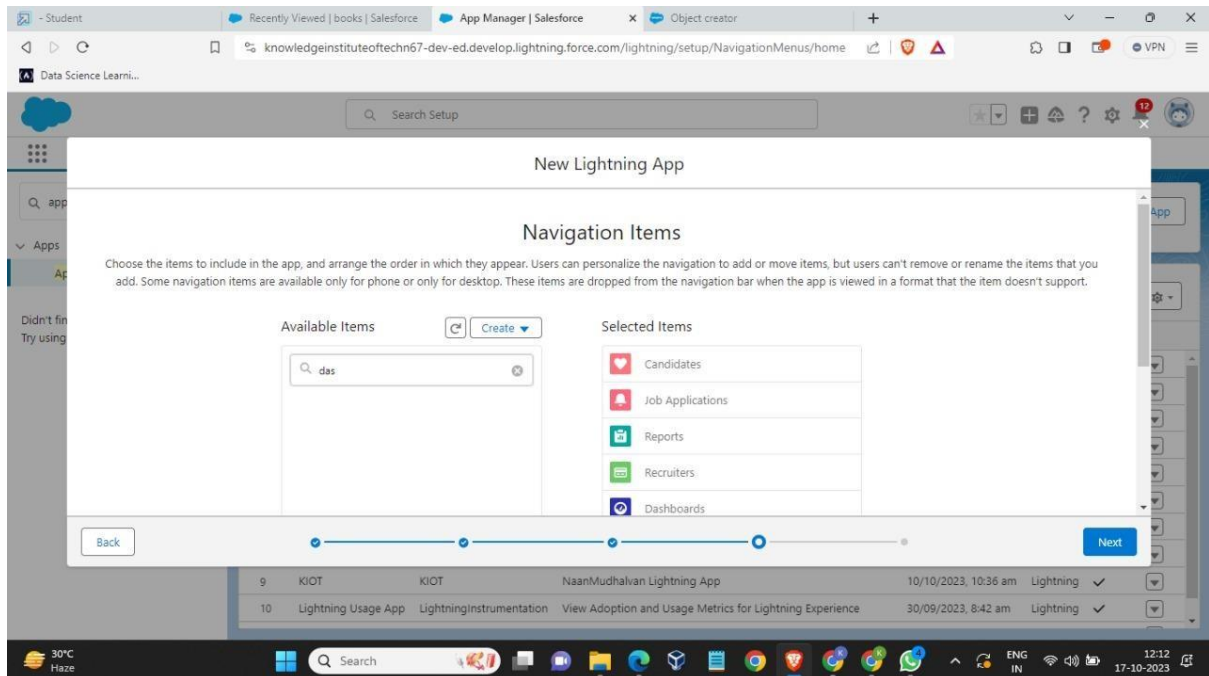 - Student
Recently Viewed | books | Salesforce
App Manager | Salesforce
Object creator
knowledgeinstituteoftechn67-dev-ed.develop.lightning.force.com/lightning/setup/NavigationMenus/home
VPN
Data Science Learni...
Search Setup
12
New Lightning App
app
App
Navigation Items
Apps
Choose the items to include in the app, and arrange the order in which they appear. Users can personalize the navigation to add or move items, but users can't remove or rename the items that you
add. Some navigation items are available only for phone or only for desktop. These items are dropped from the navigation bar when the app is viewed in a format that the item doesn't support.
Ap
Didn't fin
Try using
Available Items
Create
Selected Items
das
Candidates
Job Applications
Reports
Recruiters
Dashboards
Back
Next
9 KIOT KIOT NaanMudhalvan Lightning App 10/10/2023, 10:36 am Lightning
10 Lightning Usage App LightningInstrumentation View Adoption and Usage Metrics for Lightning Experience 30/09/2023, 8:42 am Lightning
30°C
Haze
Search
ENG
IN
12:12
17-10-2023